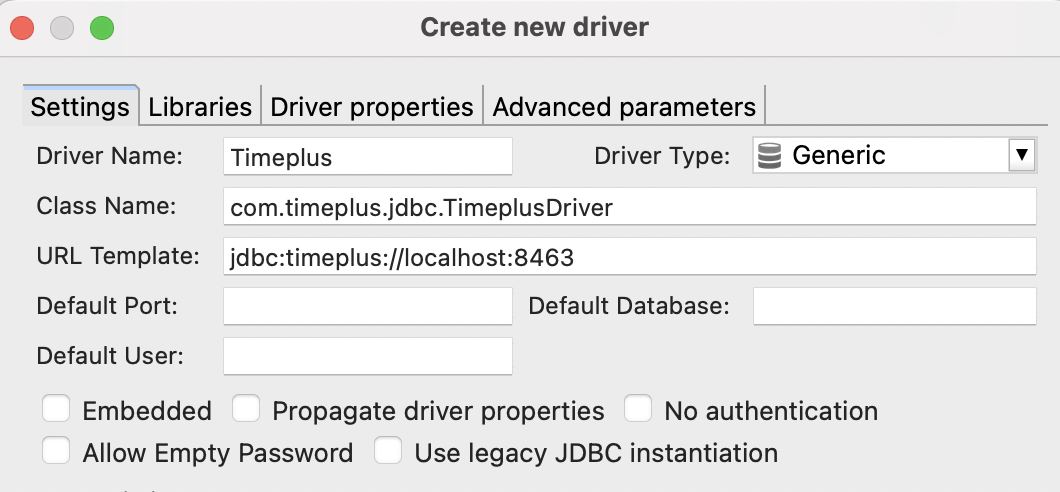 Create new driver
Settings Libraries Driver properties Advanced parameters
Driver Name: Timeplus Driver Type: Generic
Class Name: com.timeplus.jdbc.TimeplusDriver
URL Template: jdbc:timeplus://localhost:8463
Default Port: Default Database:
Default User:
Embedded Propagate driver properties No authentication
Allow Empty Password Use legacy JDBC instantiation